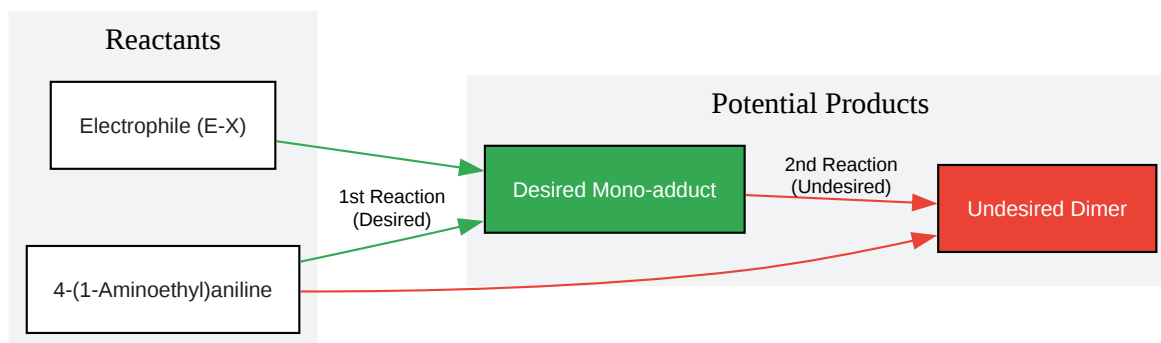 Reactants
Electrophile (E-X)
4-(1-Aminoethyl)aniline
1st Reaction
(Desired)
Potential Products
Desired Mono-adduct
2nd Reaction
(Undesired)
Undesired Dimer